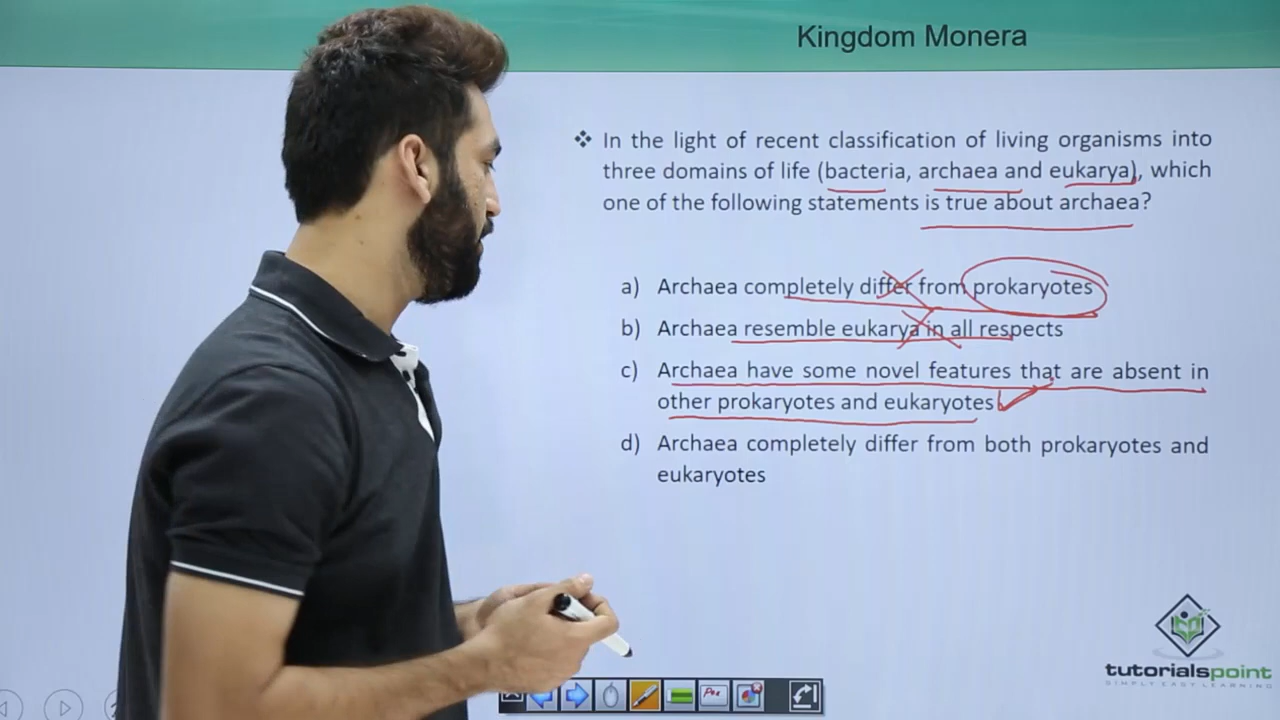 Kingdom Monera
❖ In the light of recent classification of living organisms into
three domains of life (bacteria, archaea and eukarya), which
one of the following statements is true about archaea?
a) Archaea completely differ from prokaryotes
b) Archaea resemble eukarya in all respects
c) Archaea have some novel features that are absent in
other prokaryotes and eukaryotes
d) Archaea completely differ from both prokaryotes and
eukaryotes
tutorialspoint
SIMPLY EASY LEARNING
Pen